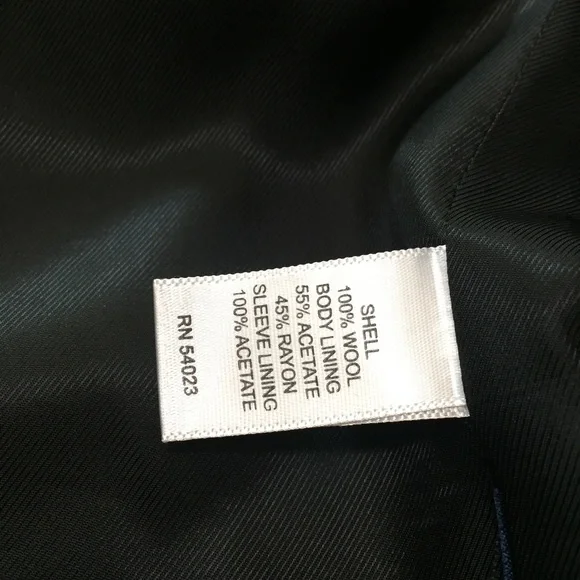 SHELL
100% WOOL
BODY LINING
55% ACETATE
45% RAYON
SLEEVE LINING
100% ACETATE
RN 54023